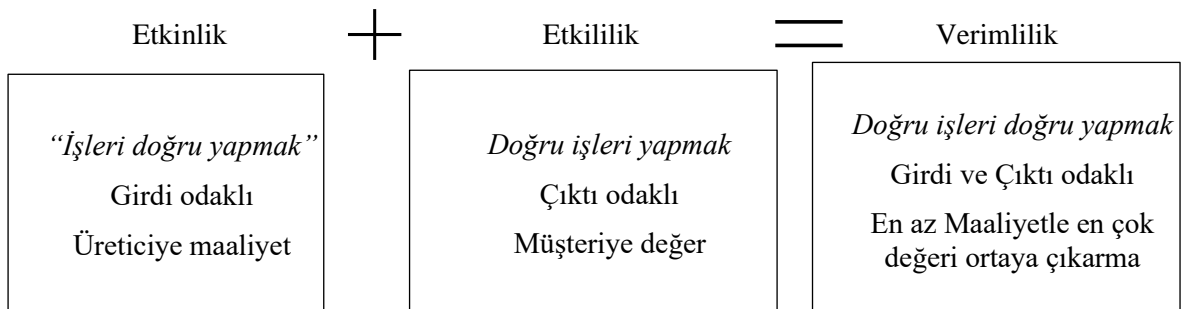 Etkinlik + Etkililik = Verimlilik
“İşleri doğru yapmak”
Girdi odaklı
Üreticiye maaliyet
Doğru işleri yapmak
Çıktı odaklı
Müşteriye değer
Doğru işleri doğru yapmak
Girdi ve Çıktı odaklı
En az Maaliyetle en çok
değeri ortaya çıkarma